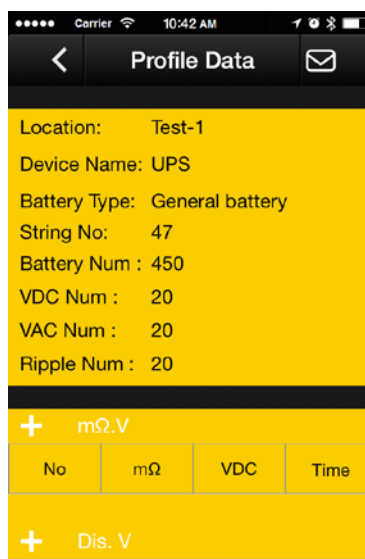 Carrier 10:42 AM
Profile Data
Location: Test-1
Device Name: UPS
Battery Type: General battery
String No: 47
Battery Num : 450
VDC Num : 20
VAC Num : 20
Ripple Num : 20
mΩ.V
No mΩ VDC Time
Dis. V